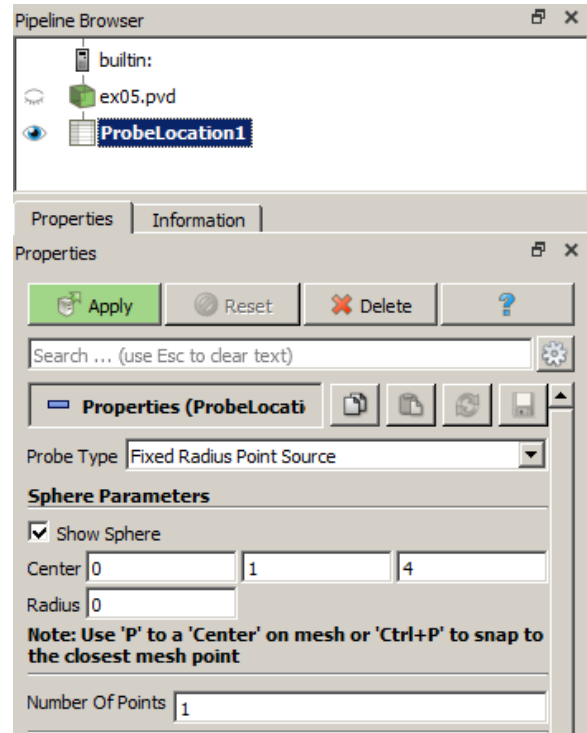 Pipeline Browser
builtin:
ex05.pvd
ProbeLocation1
Properties Information
Properties
Apply Reset Delete ?
Search ... (use Esc to clear text)
Properties (ProbeLocati
Probe Type Fixed Radius Point Source
Sphere Parameters
Show Sphere
Center 0 1 4
Radius 0
Note: Use 'P' to a 'Center' on mesh or 'Ctrl+P' to snap to
the closest mesh point
Number Of Points 1